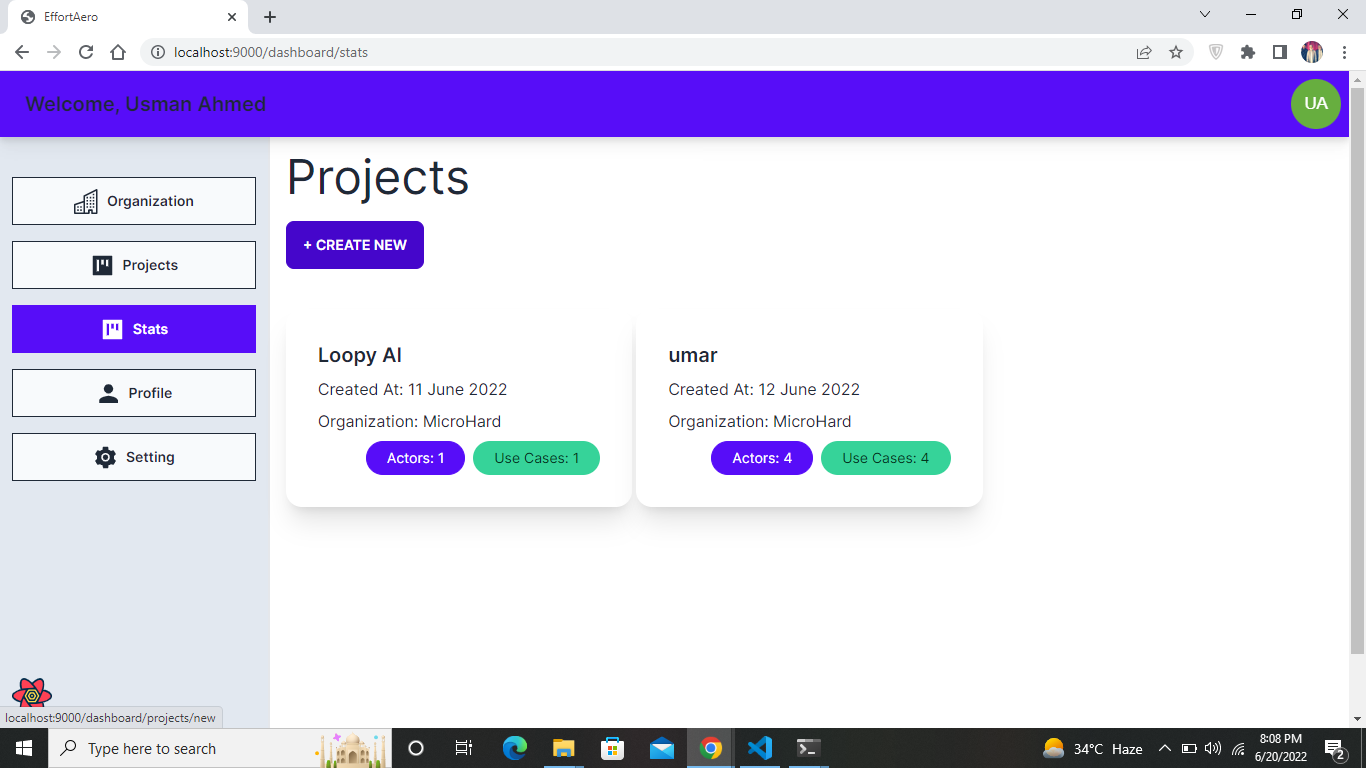 EffortAero
localhost:9000/dashboard/stats
Welcome, Usman Ahmed
UA
Organization
Projects
Stats
Profile
Setting
Projects
+ CREATE NEW
Loopy AI
Created At: 11 June 2022
Organization: MicroHard
Actors: 1
Use Cases: 1
umar
Created At: 12 June 2022
Organization: MicroHard
Actors: 4
Use Cases: 4
localhost:9000/dashboard/projects/new
Type here to search
34°C Haze
8:08 PM
6/20/2022
2